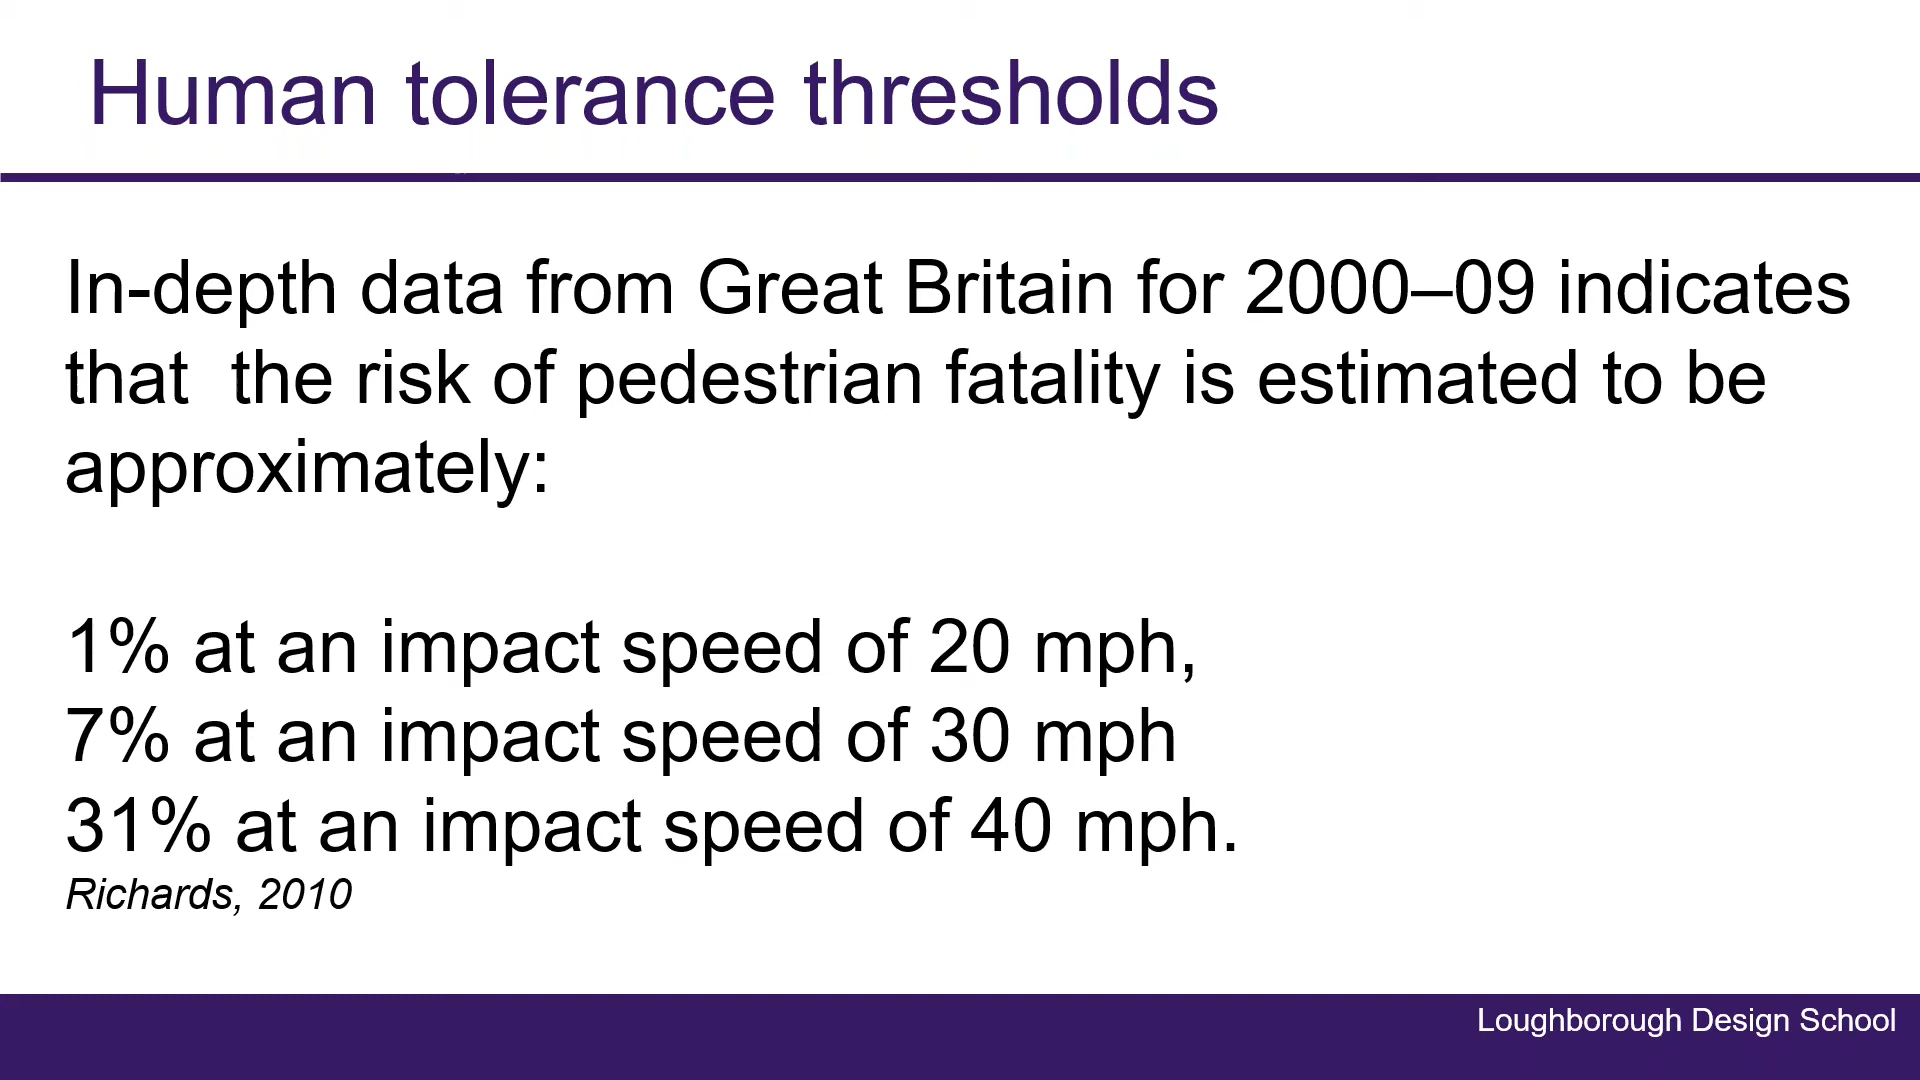 Human tolerance thresholds
In-depth data from Great Britain for 2000–09 indicates
that  the risk of pedestrian fatality is estimated to be
approximately:
1% at an impact speed of 20 mph,
7% at an impact speed of 30 mph
31% at an impact speed of 40 mph.
Richards, 2010
Loughborough Design School